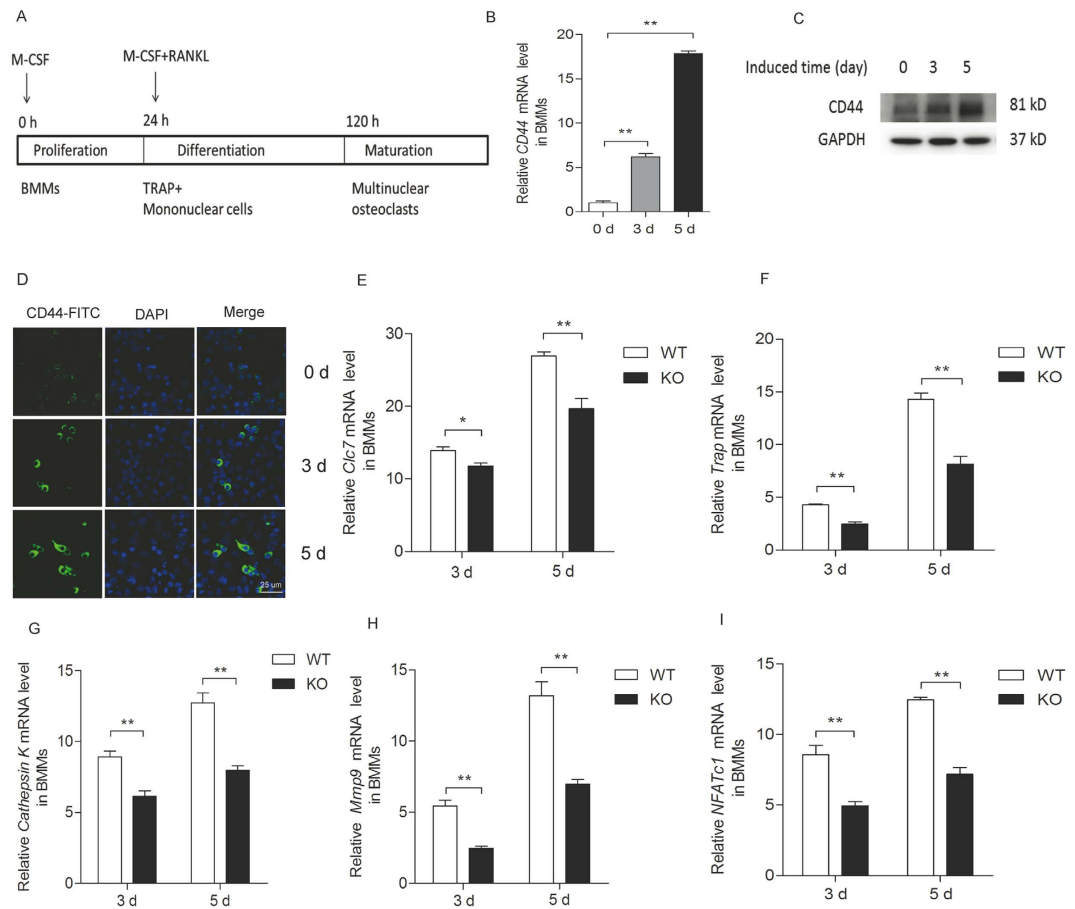 A
M-CSF
M-CSF+RANKL
0 h
24 h
120 h
Proliferation
Differentiation
Maturation
BMMs
TRAP+
Mononuclear cells
Multinuclear
osteoclasts
B
Relative CD44 mRNA level
in BMMs
20
15
10
5
0
**
**
0 d
3 d
5 d
C
Induced time (day)
0
3
5
CD44
81 kD
GAPDH
37 kD
D
CD44-FITC
DAPI
Merge
0 d
3 d
5 d
25 um
E
Relative Clc7 mRNA level
in BMMs
30
20
10
0
*
**
WT
KO
3 d
5 d
F
Relative Trap mRNA level
in BMMs
20
15
10
5
0
**
**
WT
KO
3 d
5 d
G
Relative Cathepsin K mRNA level
in BMMs
15
10
5
0
**
**
WT
KO
3 d
5 d
H
Relative Mmp9 mRNA level
in BMMs
15
10
5
0
**
**
WT
KO
3 d
5 d
I
Relative NFATc1 mRNA level
in BMMs
15
10
5
0
**
**
WT
KO
3 d
5 d